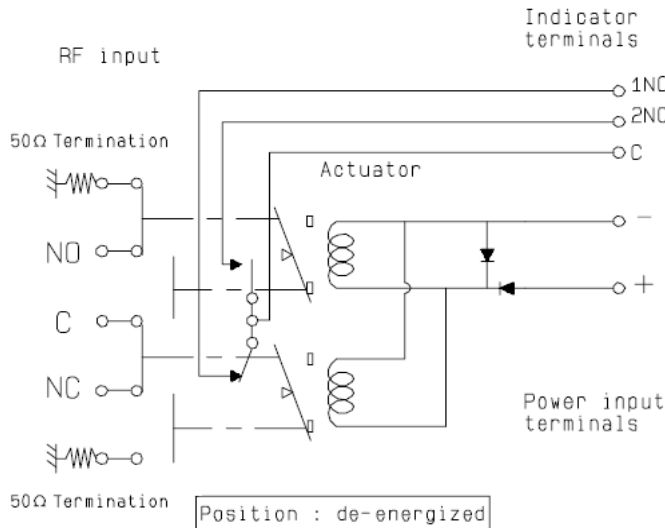 Indicator
terminals
RF input
1NO
2NO
50Ω Termination
C
Actuator
NO
−
+
C
NC
Power input
terminals
50Ω Termination
Position : de-energized